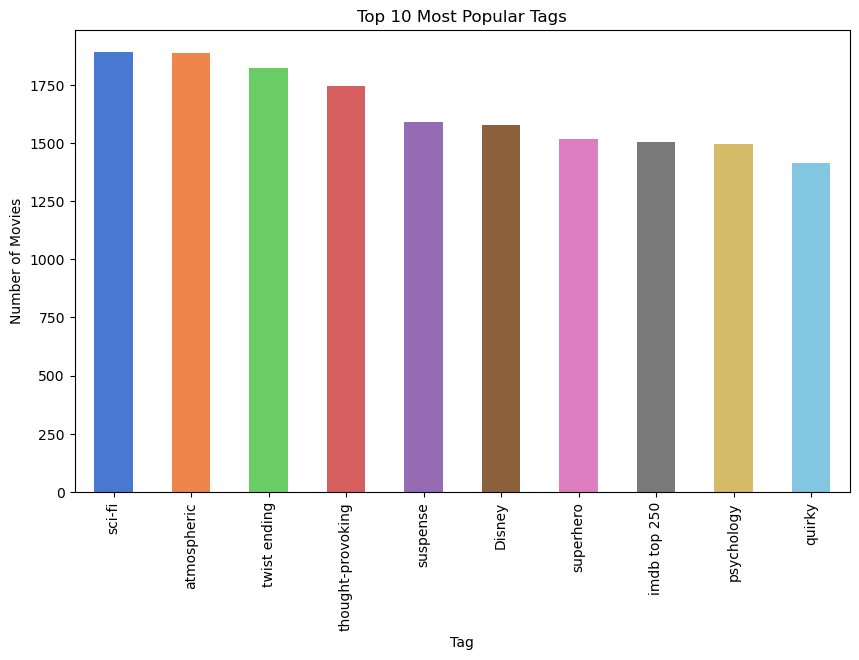 Top 10 Most Popular Tags
Number of Movies
1750
1500
1250
1000
750
500
250
0
sci-fi
atmospheric
twist ending
thought-provoking
suspense
Disney
superhero
imdb top 250
psychology
quirky
Tag